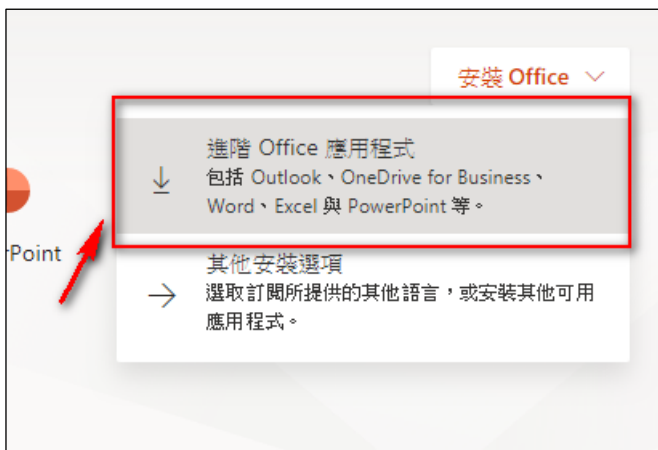 安裝 Office
進階 Office 應用程式
包括 Outlook、OneDrive for Business、
Word、Excel 與 PowerPoint 等。
rPoint
其他安裝選項
選取訂閱所提供的其他語言，或安裝其他可用
應用程式。